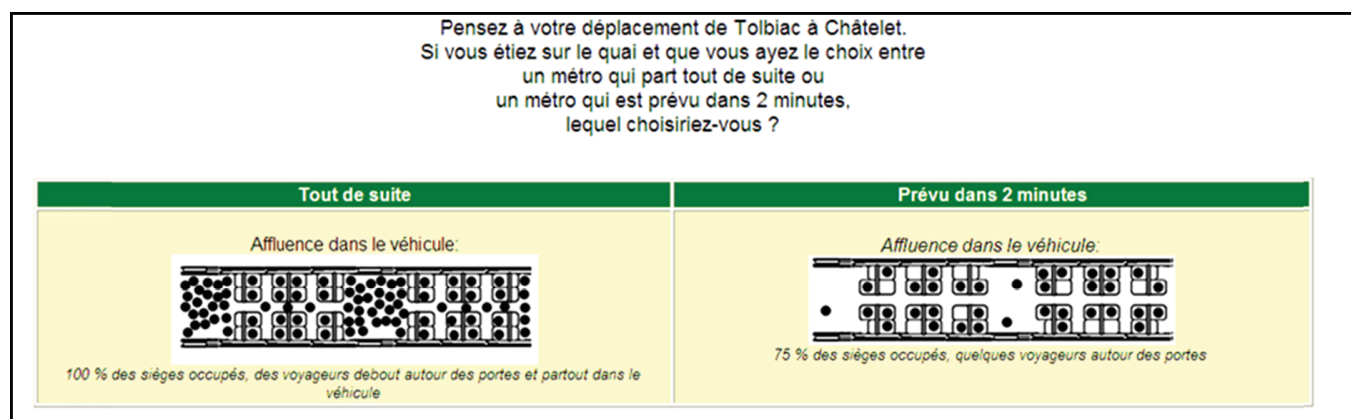 Pensez à votre déplacement de Tolbiac à Châtelet.
Si vous étiez sur le quai et que vous ayez le choix entre
un métro qui part tout de suite ou
un métro qui est prévu dans 2 minutes,
lequel choisiriez-vous ?
Tout de suite
Prévu dans 2 minutes
Affluence dans le véhicule:
100 % des sièges occupés, des voyageurs debout autour des portes et partout dans le
véhicule
Affluence dans le véhicule:
75 % des sièges occupés, quelques voyageurs autour des portes